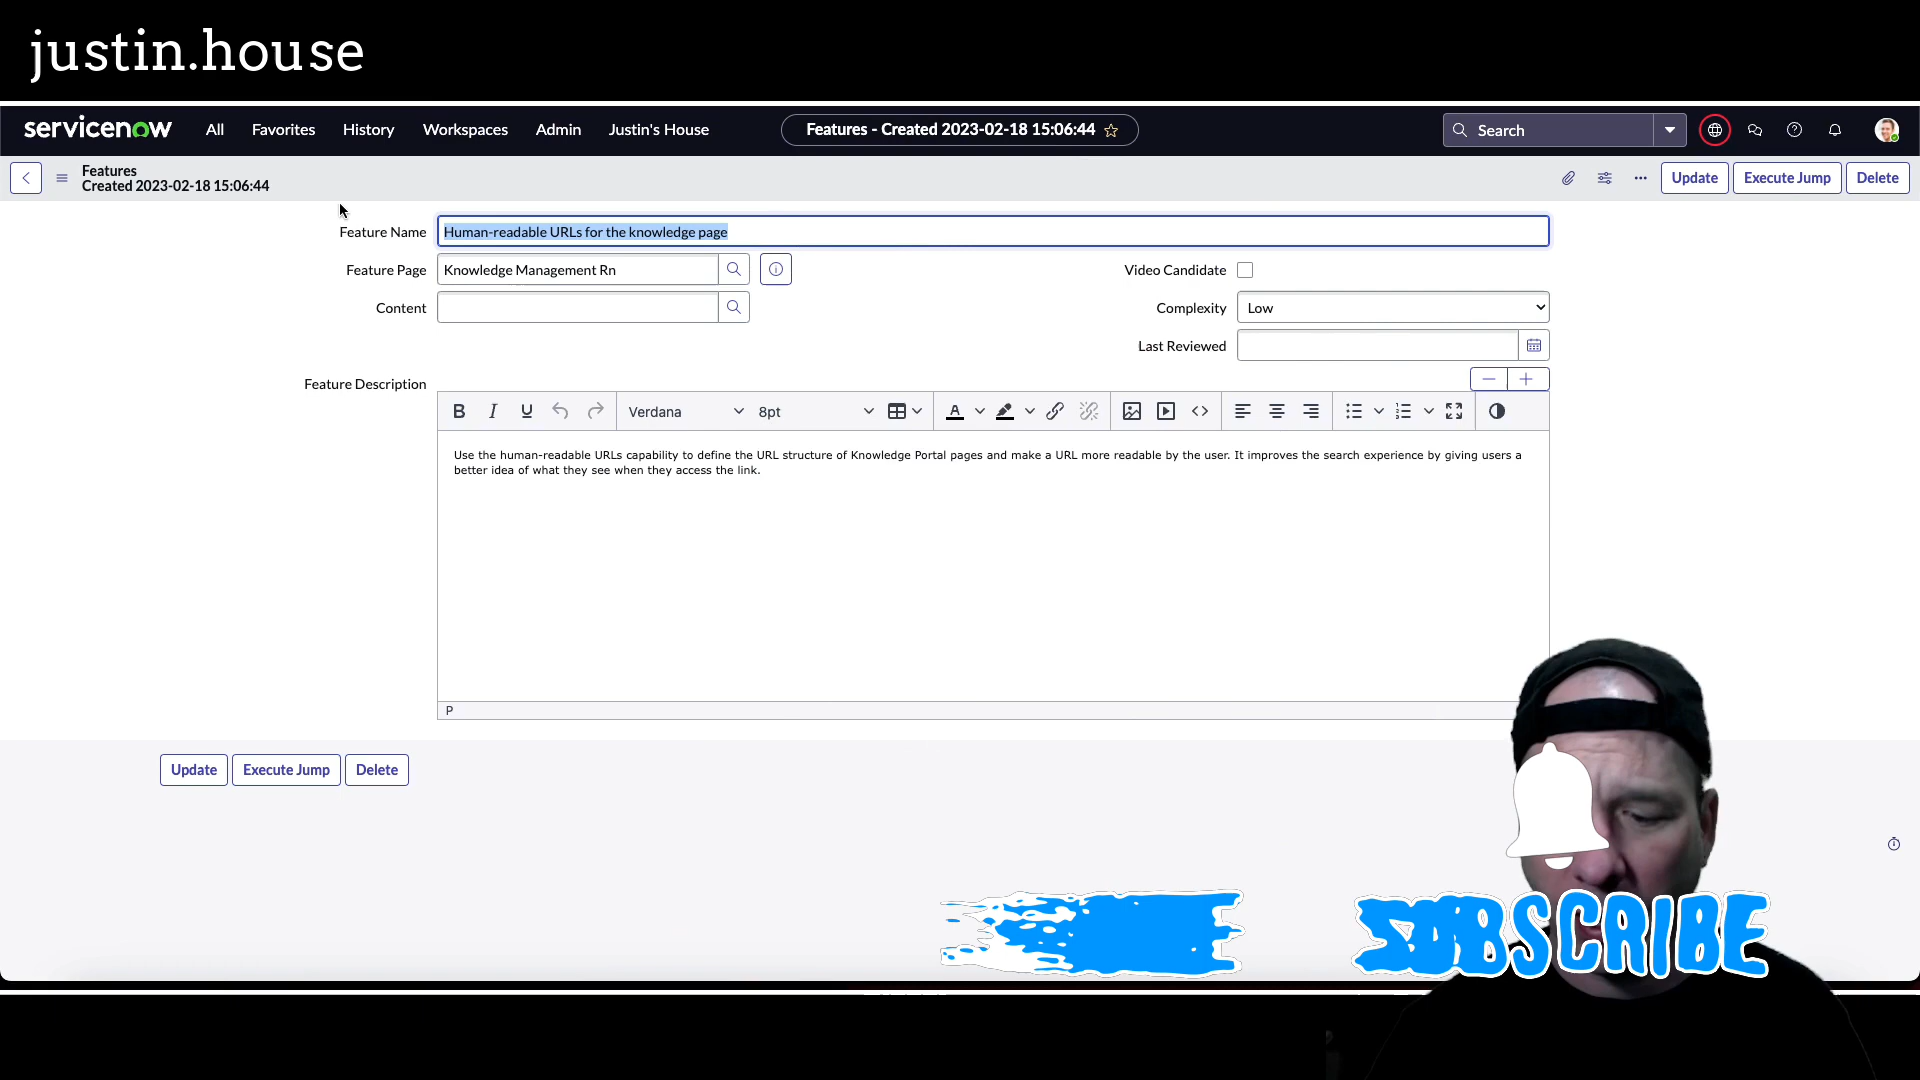 justin.house
servicenow All Favorites History Workspaces Admin Justin's House Features - Created 2023-02-18 15:06:44 Search
Features
Created 2023-02-18 15:06:44
Update Execute Jump Delete
Feature Name Human-readable URLs for the knowledge page
Feature Page Knowledge Management Rn
Video Candidate
Content
Complexity Low
Last Reviewed
Feature Description
B I U Verdana 8pt A
Use the human-readable URLs capability to define the URL structure of Knowledge Portal pages and make a URL more readable by the user. It improves the search experience by giving users a
better idea of what they see when they access the link.
P
Update Execute Jump Delete
SUBSCRIBE